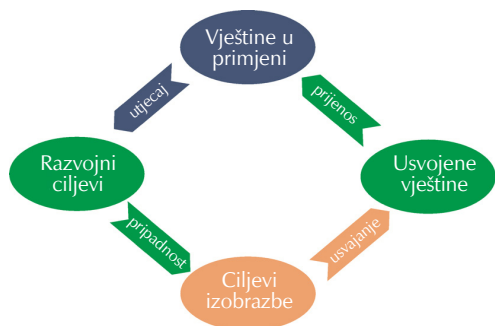 Vještine u
primjeni
utjecaj
prijenos
Razvojni
ciljevi
Usvojene
vještine
pripadnost
usvajanje
Ciljevi
izobrazbe